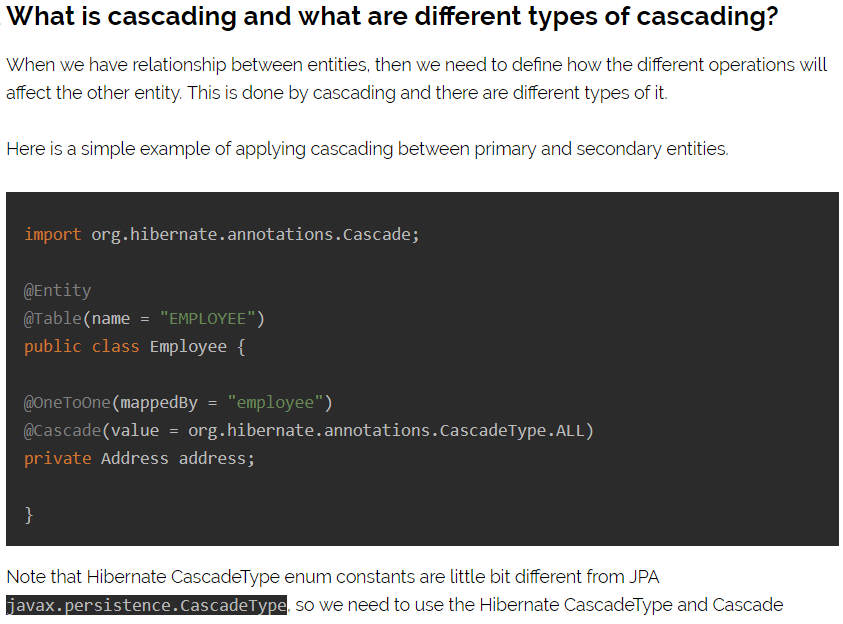 What is cascading and what are different types of cascading?
When we have relationship between entities, then we need to define how the different operations will
affect the other entity. This is done by cascading and there are different types of it.
Here is a simple example of applying cascading between primary and secondary entities.
import org.hibernate.annotations.Cascade;
@Entity
@Table(name = "EMPLOYEE")
public class Employee {
@OneToOne(mappedBy = "employee")
@Cascade(value = org.hibernate.annotations.CascadeType.ALL)
private Address address;
}
Note that Hibernate CascadeType enum constants are little bit different from JPA
javax.persistence.CascadeType, so we need to use the Hibernate CascadeType and Cascade